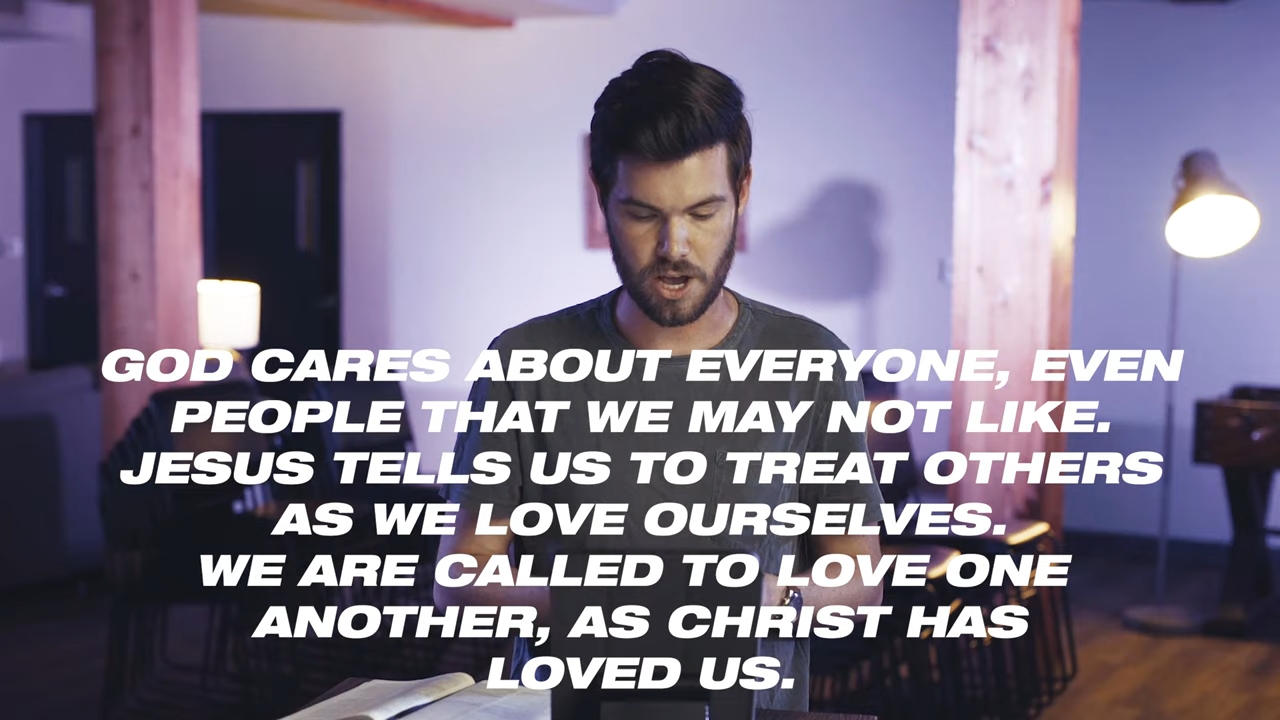 GOD CARES ABOUT EVERYONE, EVEN
PEOPLE THAT WE MAY NOT LIKE.
JESUS TELLS US TO TREAT OTHERS
AS WE LOVE OURSELVES.
WE ARE CALLED TO LOVE ONE
ANOTHER, AS CHRIST HAS
LOVED US.